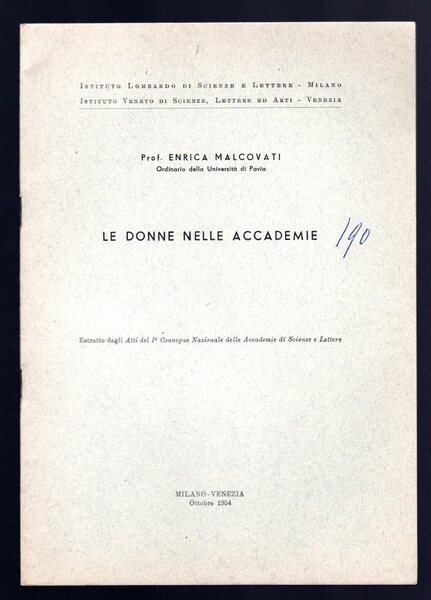 Istituto Lombardo di Scienze e Lettere - Milano
Istituto Veneto di Scienze, Lettere ed Arti - Venezia
Prof. ENRICA MALCOVATI
Ordinario della Università di Pavia
LE DONNE NELLE ACCADEMIE 190
Estratto dagli Atti del Iº Convegno Nazionale delle Accademie di Scienze e Lettere
MILANO-VENEZIA
Ottobre 1954